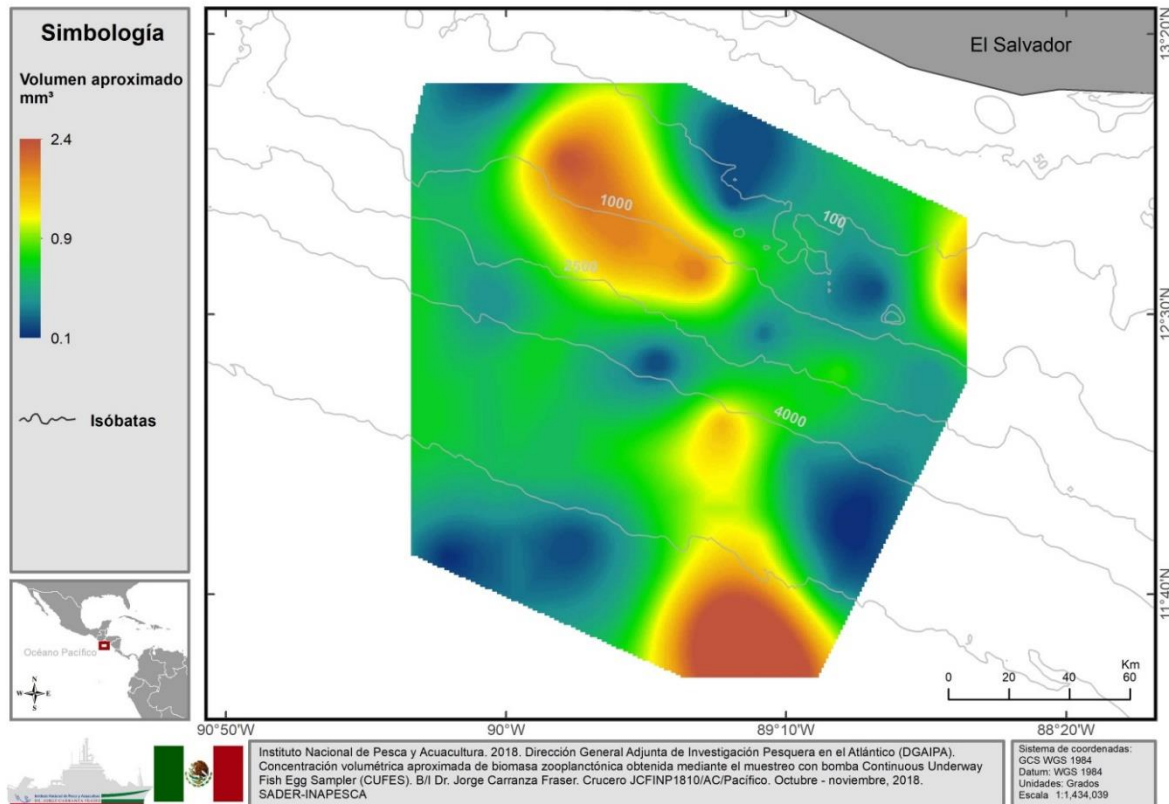 Simbología
Volumen aproximado
mm³
2.4
0.9
0.1
Isóbatas
Océano Pacífico
N
W
E
S
El Salvador
50
100
1000
2500
4000
13°20'N
12°30'N
11°40'N
Km
0 20 40 60
90°50'W 90°W 89°10'W 88°20'W
Instituto Nacional de Pesca y Acuacultura. 2018. Dirección General Adjunta de Investigación Pesquera en el Atlántico (DGAIPA).
Concentración volumétrica aproximada de biomasa zooplanctónica obtenida mediante el muestreo con bomba Continuous Underway
Fish Egg Sampler (CUFES). B/I Dr. Jorge Carranza Fraser. Crucero JCFINP1810/AC/Pacífico. Octubre - noviembre, 2018.
SADER-INAPESCA
Sistema de coordenadas:
GCS WGS 1984
Datum: WGS 1984
Unidades: Grados
Escala 1:1,434,039